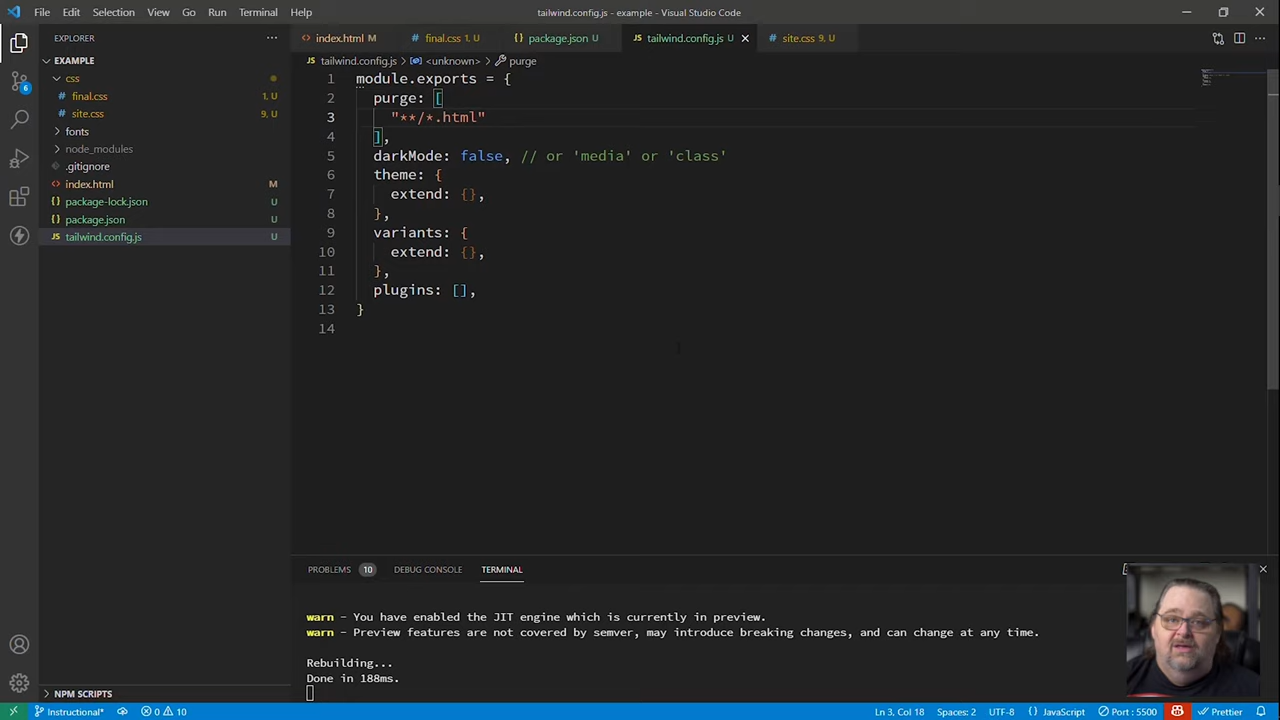 File Edit Selection View Go Run Terminal Help
tailwind.config.js - example - Visual Studio Code
EXPLORER
EXAMPLE
css
final.css 1, U
site.css 9, U
fonts
node_modules
.gitignore
index.html M
package-lock.json U
package.json U
tailwind.config.js U
NPM SCRIPTS
6
index.html M final.css 1, U package.json U tailwind.config.js U site.css 9, U
tailwind.config.js > <unknown> > purge
1 module.exports = {
2 purge: [
3 "**/*.html"
4 ],
5 darkMode: false, // or 'media' or 'class'
6 theme: {
7 extend: {},
8 },
9 variants: {
10 extend: {},
11 },
12 plugins: [],
13 }
14
PROBLEMS 10 DEBUG CONSOLE TERMINAL
warn - You have enabled the JIT engine which is currently in preview.
warn - Preview features are not covered by semver, may introduce breaking changes, and can change at any time.
Rebuilding...
Done in 188ms.
Instructional* 0 10 Ln 3, Col 18 Spaces: 2 UTF-8 {} JavaScript Port : 5500 Prettier